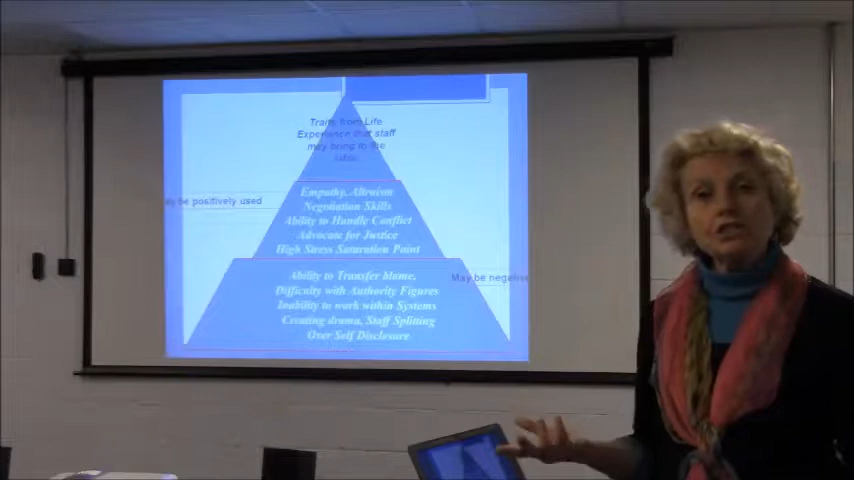 Traits from Life
Experience that staff
may bring to the
Empathy, Altruism
be positively used
Negotiation Skills
Ability to Handle Conflict
Advocate for Justice
High Stress Saturation Point
Ability to Transfer Home,
May be
Difficulty with Authority Figures
Inability to work within Systems
Creating drama, Staff Splitting
Over Self Disclosure